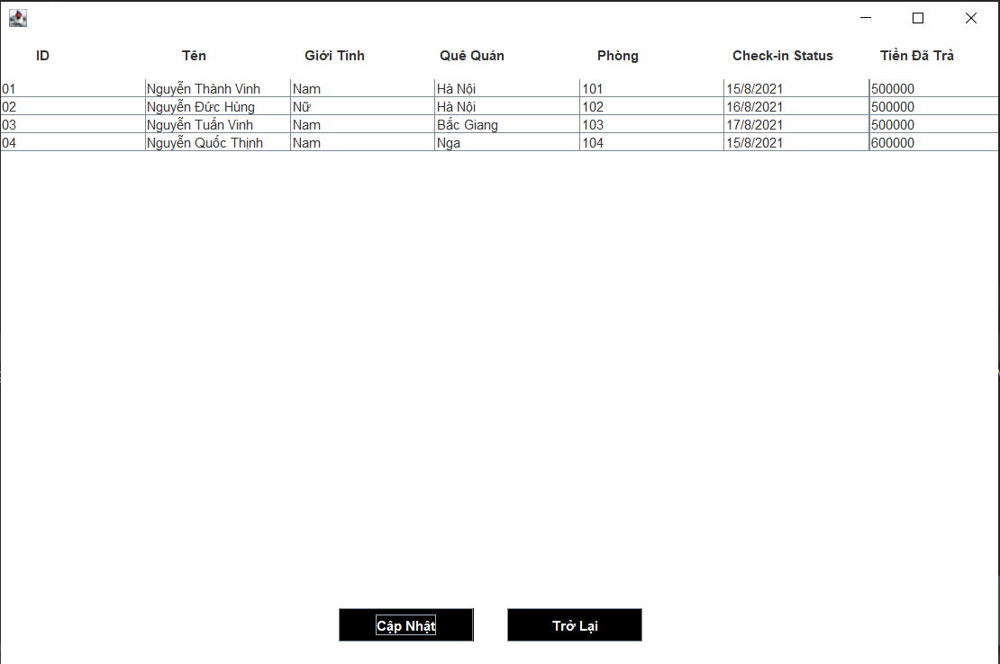 ID Tên Giới Tính Quê Quán Phòng Check-in Status Tiền Đã Trả
01 Nguyễn Thành Vinh Nam Hà Nội 101 15/8/2021 500000
02 Nguyễn Đức Hùng Nữ Hà Nội 102 16/8/2021 500000
03 Nguyễn Tuấn Vinh Nam Bắc Giang 103 17/8/2021 500000
04 Nguyễn Quốc Thịnh Nam Nga 104 15/8/2021 600000
Cập Nhật Trở Lại